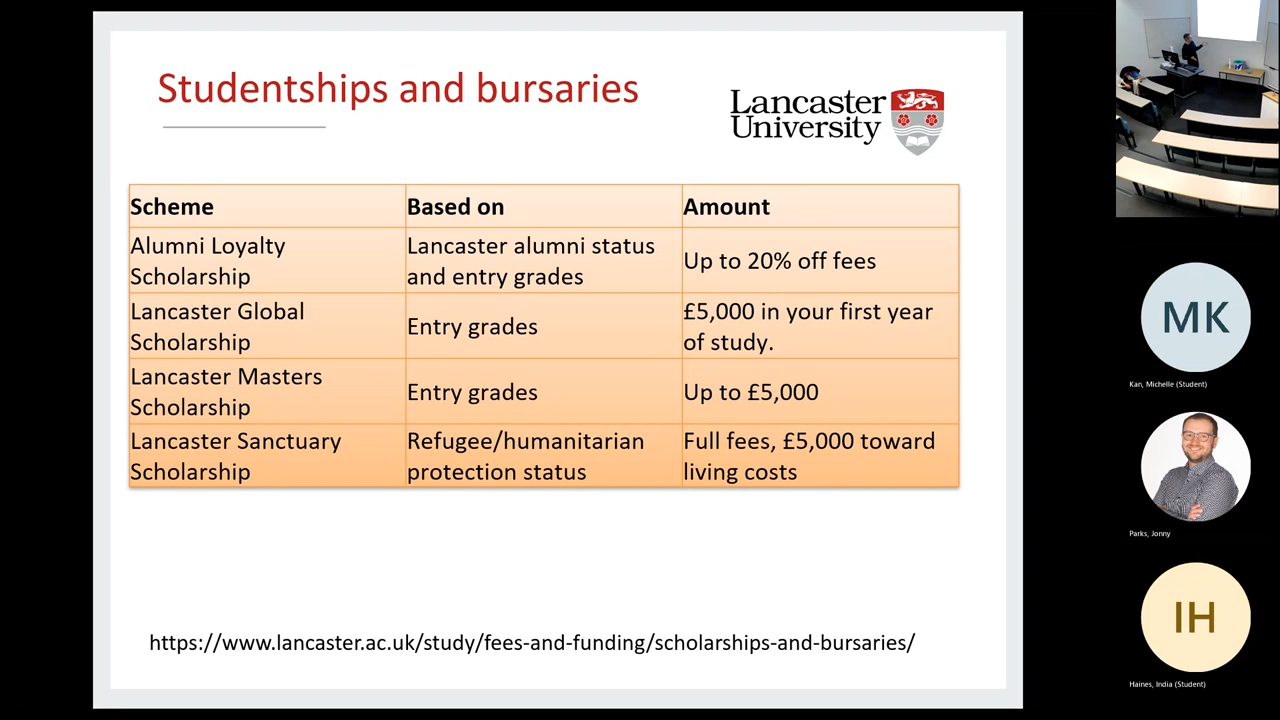 Studentships and bursaries
Lancaster
University
Scheme
Based on
Amount
Alumni Loyalty
Scholarship
Lancaster alumni status
and entry grades
Up to 20% off fees
Lancaster Global
Scholarship
Entry grades
£5,000 in your first year
of study.
Lancaster Masters
Scholarship
Entry grades
Up to £5,000
Lancaster Sanctuary
Scholarship
Refugee/humanitarian
protection status
Full fees, £5,000 toward
living costs
https://www.lancaster.ac.uk/study/fees-and-funding/scholarships-and-bursaries/
MK
Kan, Michelle (Student)
Parks, Jonny
IH
Haines, India (Student)